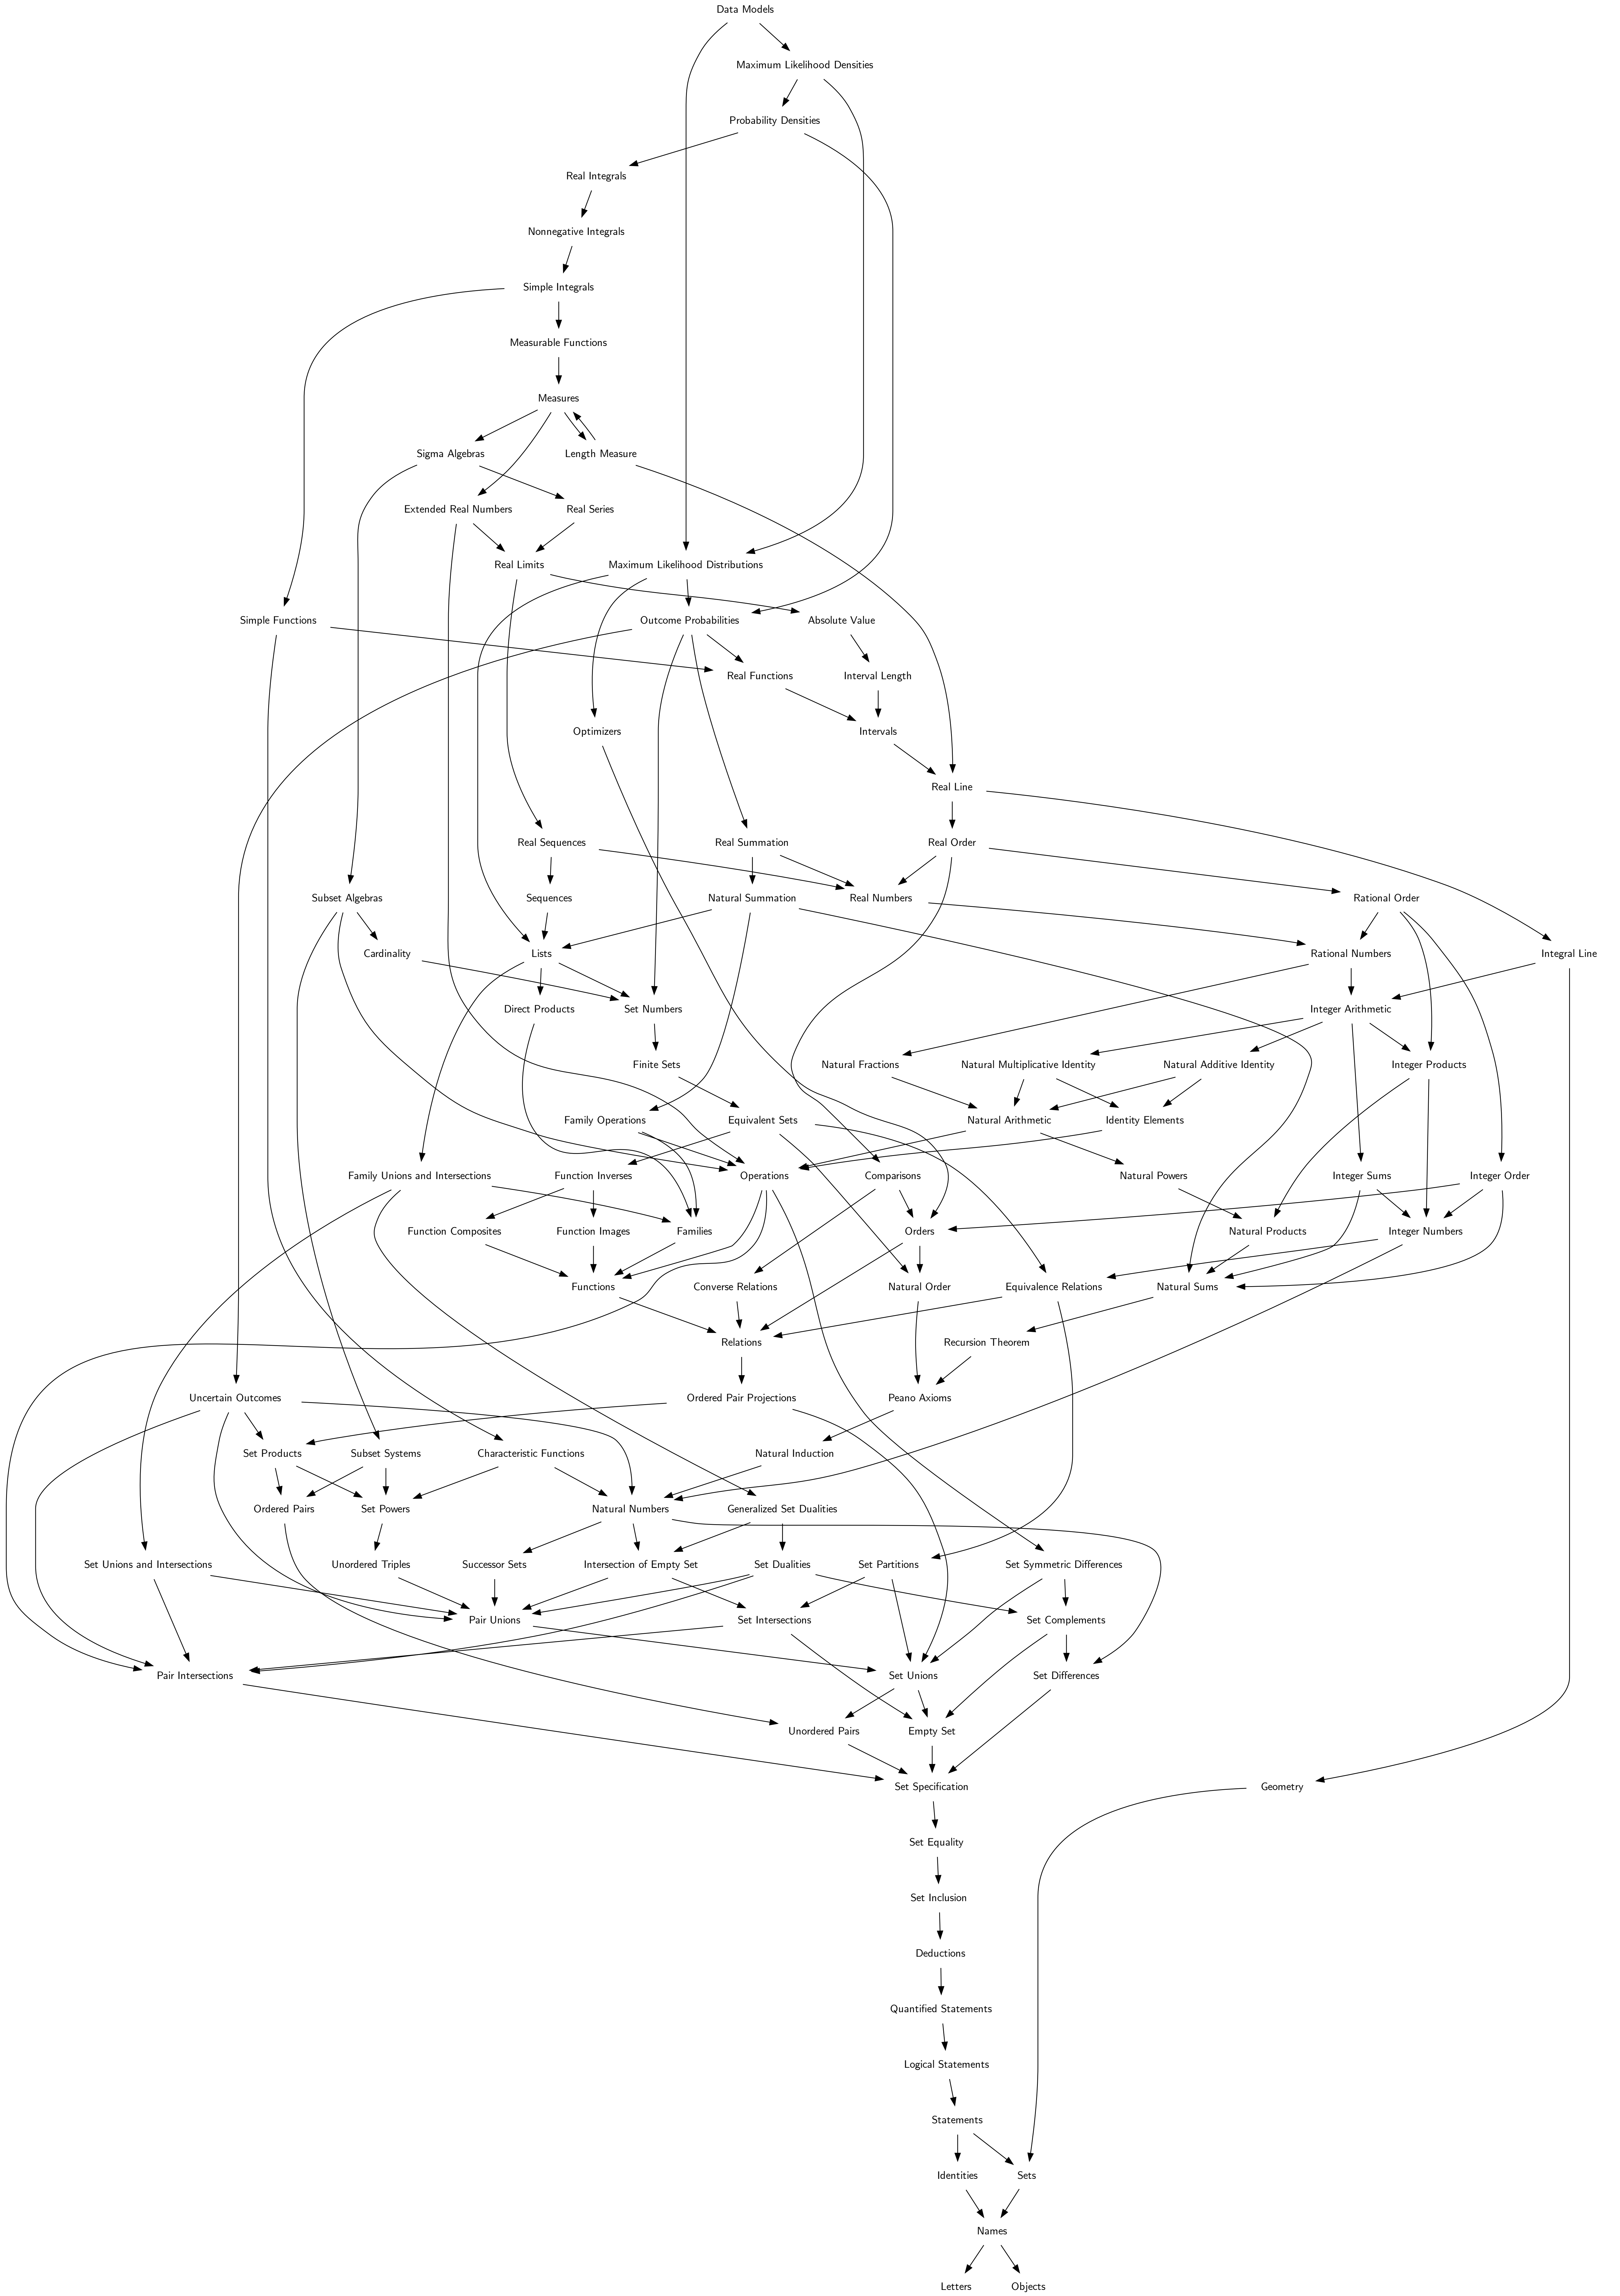 Data Models
Maximum Likelihood Densities
Probability Densities
Real Integrals
Nonnegative Integrals
Simple Integrals
Measurable Functions
Measures
Sigma Algebras
Length Measure
Extended Real Numbers
Real Series
Real Limits
Maximum Likelihood Distributions
Simple Functions
Outcome Probabilities
Absolute Value
Real Functions
Interval Length
Optimizers
Intervals
Real Line
Real Sequences
Real Summation
Real Order
Subset Algebras
Sequences
Natural Summation
Real Numbers
Rational Order
Cardinality
Lists
Rational Numbers
Integral Line
Direct Products
Set Numbers
Integer Arithmetic
Finite Sets
Natural Fractions
Natural Multiplicative Identity
Natural Additive Identity
Integer Products
Family Operations
Equivalent Sets
Natural Arithmetic
Identity Elements
Family Unions and Intersections
Function Inverses
Operations
Comparisons
Natural Powers
Integer Sums
Integer Order
Function Composites
Function Images
Families
Orders
Natural Products
Integer Numbers
Functions
Converse Relations
Natural Order
Equivalence Relations
Natural Sums
Relations
Recursion Theorem
Uncertain Outcomes
Ordered Pair Projections
Peano Axioms
Set Products
Subset Systems
Characteristic Functions
Natural Induction
Ordered Pairs
Set Powers
Natural Numbers
Generalized Set Dualities
Set Unions and Intersections
Unordered Triples
Successor Sets
Intersection of Empty Set
Set Dualities
Set Partitions
Set Symmetric Differences
Pair Unions
Set Intersections
Set Complements
Pair Intersections
Set Unions
Set Differences
Unordered Pairs
Empty Set
Set Specification
Geometry
Set Equality
Set Inclusion
Deductions
Quantified Statements
Logical Statements
Statements
Identities
Sets
Names
Letters
Objects